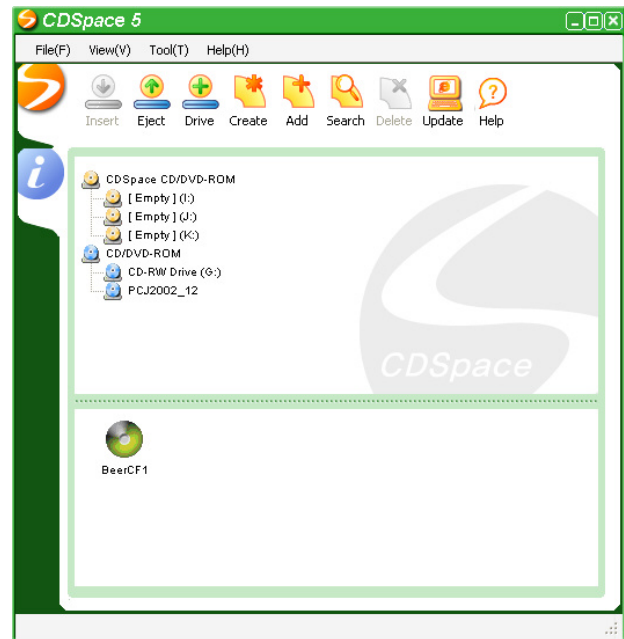 CDSpace 5
File(F) View(V) Tool(T) Help(H)
Insert Eject Drive Create Add Search Delete Update Help
CDSpace CD/DVD-ROM
[ Empty ] (I:)
[ Empty ] (J:)
[ Empty ] (K:)
CD/DVD-ROM
CD-RW Drive (G:)
PCJ2002_12
CDSpace
BeerCF1